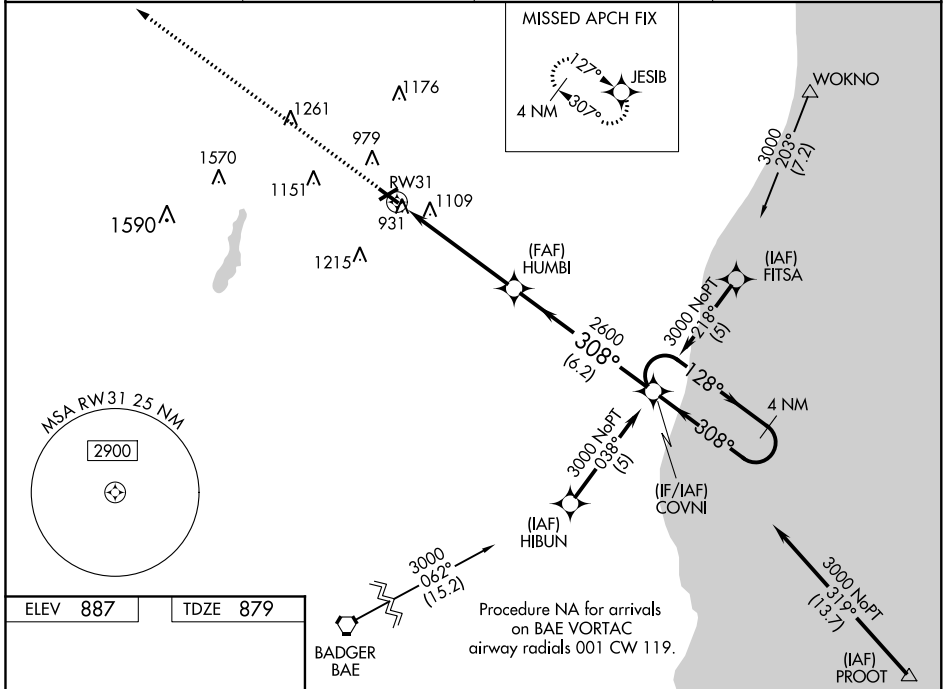 MISSED APCH FIX
127°
JESIB
4 NM
307°
WOKNO
3000
203°
(7.2)
1176
1261
979
1570
1151
RW31
1109
931
1590
1215
(FAF)
HUMBI
(IAF)
FITSA
3000 NoPT
218°
(5)
2600
308°
(6.2)
128°
4 NM
308°
MSA RW31 25 NM
2900
3000 NoPT
038°
(5)
(IF/IAF)
COVNI
(IAF)
HIBUN
3000
062°
(15.2)
3000 NoPT
319°
(13.7)
ELEV 887
TDZE 879
Procedure NA for arrivals
on BAE VORTAC
airway radials 001 CW 119.
BADGER
BAE
(IAF)
PROOT